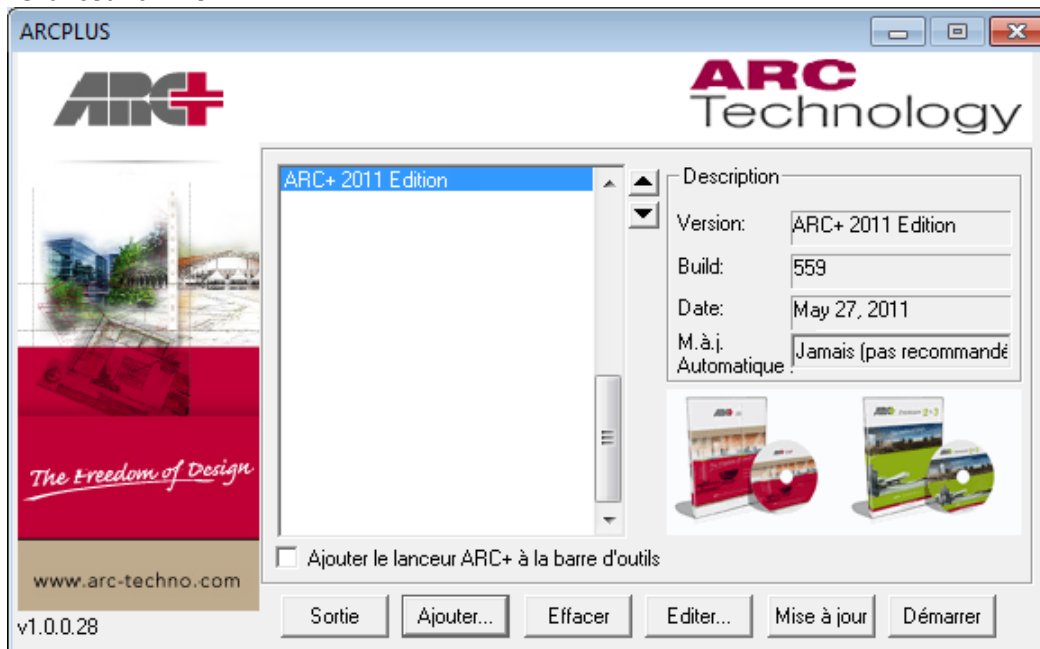 ARCPLUS
ARC+
ARC
Technology
ARC+ 2011 Edition
Description
Version: ARC+ 2011 Edition
Build: 559
Date: May 27, 2011
M.à.j.
Automatique : Jamais (pas recommandé
The Freedom of Design
www.arc-techno.com
Ajouter le lanceur ARC+ à la barre d'outils
v1.0.0.28
Sortie
Ajouter...
Effacer
Editer...
Mise à jour
Démarrer